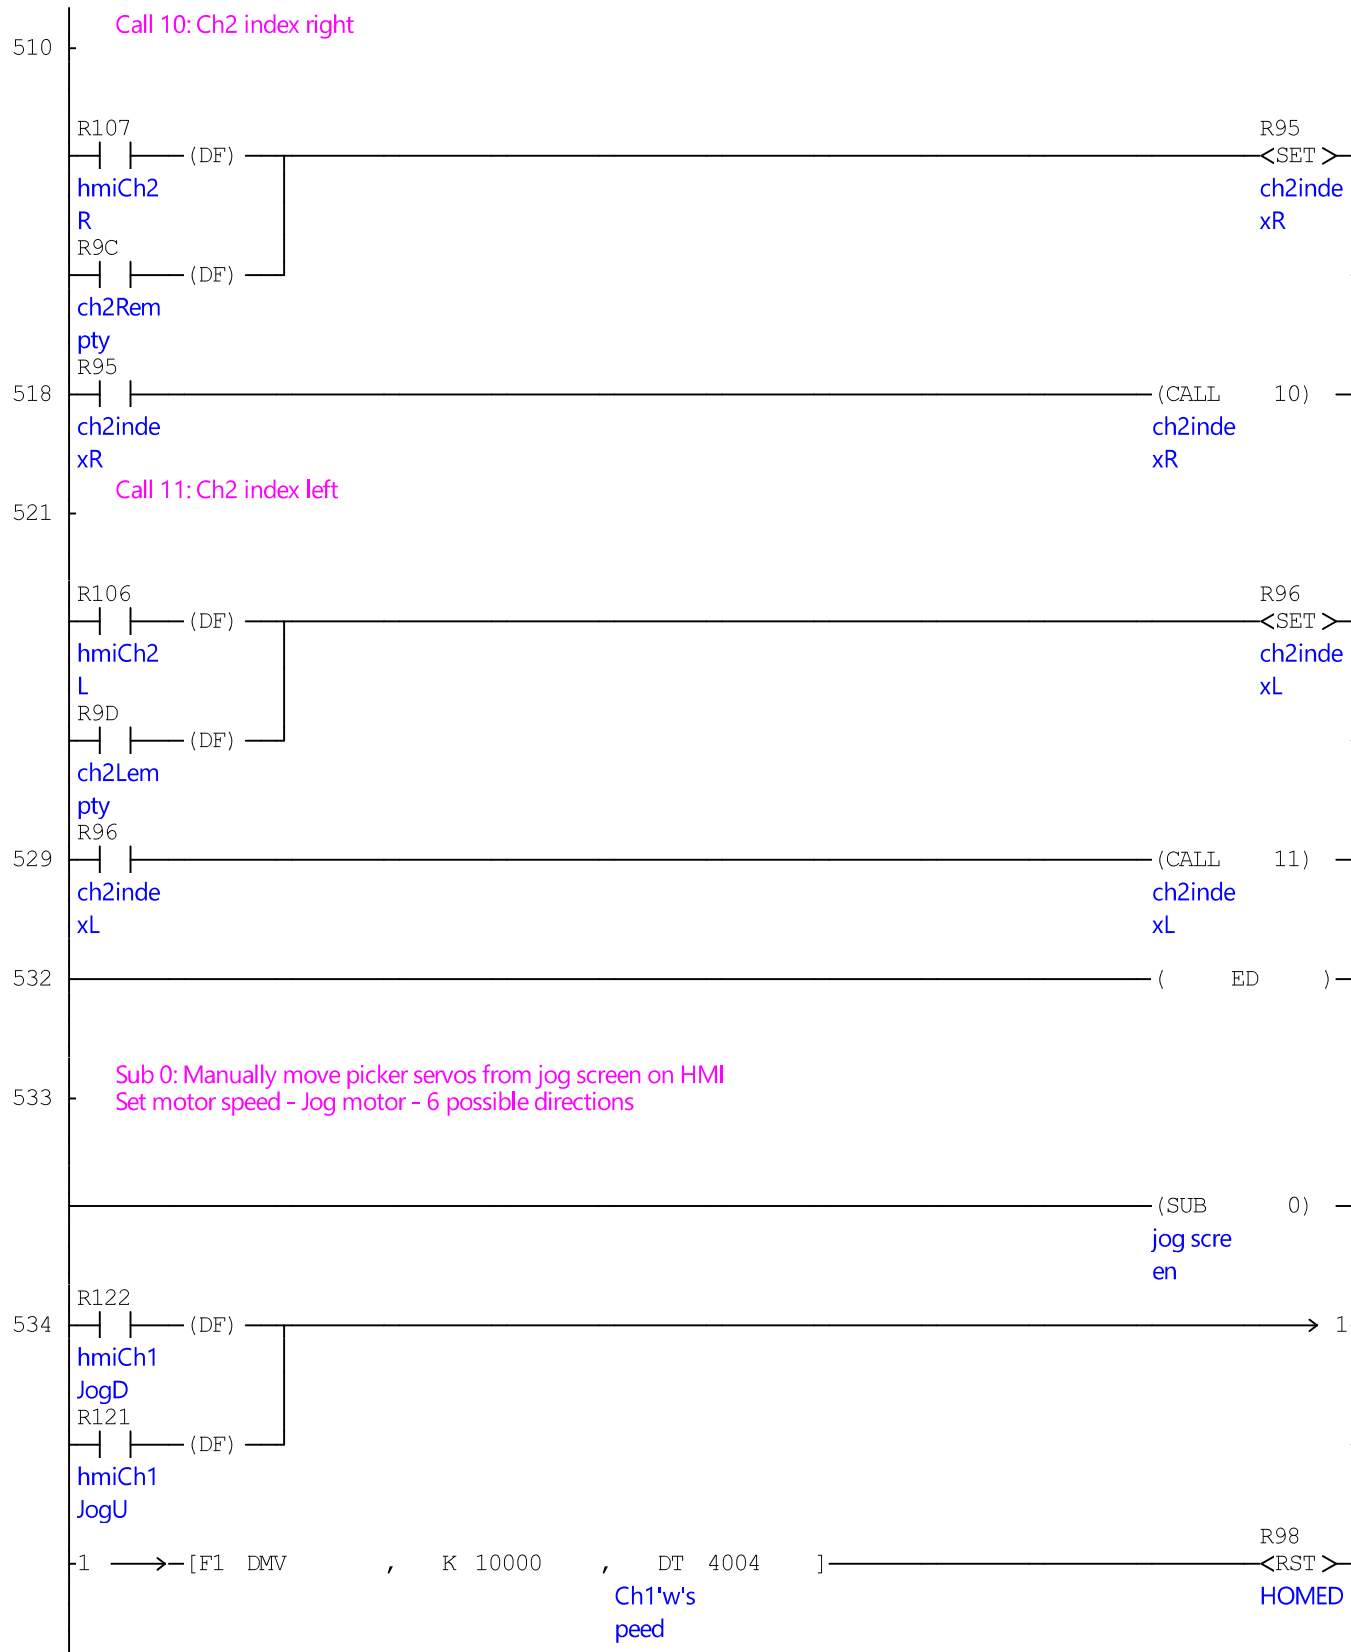 Call 10: Ch2 index right
510
R107 R95
(DF) <SET>
hmiCh2 ch2inde
R xR
R9C
(DF)
ch2Rem
pty
R95
518 (CALL 10)
ch2inde ch2inde
xR xR
Call 11: Ch2 index left
521
R106 R96
(DF) <SET>
hmiCh2 ch2inde
L xL
R9D
(DF)
ch2Lem
pty
R96
529 (CALL 11)
ch2inde ch2inde
xL xL
532 ( ED )
Sub 0: Manually move picker servos from jog screen on HMI
533 Set motor speed - Jog motor - 6 possible directions
(SUB 0)
jog scre
en
R122
534 (DF) 1
hmiCh1
JogD
R121
(DF)
hmiCh1
JogU
R98
1 [F1 DMV , K 10000 , DT 4004 ] <RST>
Ch1'w's HOMED
peed